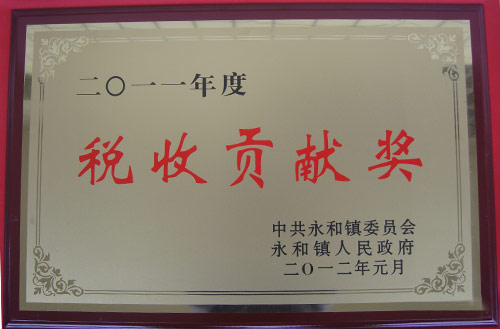 二〇一一年度
税收贡献奖
中共永和镇委员会
永和镇人民政府
二〇一二年元月